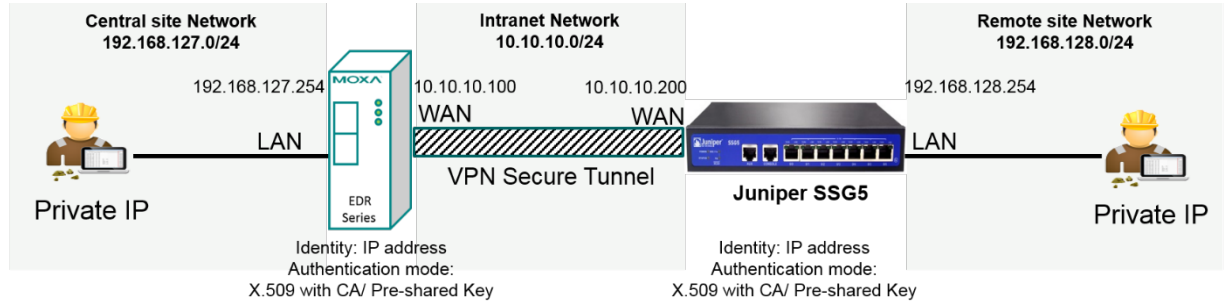 Central site Network
192.168.127.0/24
Intranet Network
10.10.10.0/24
Remote site Network
192.168.128.0/24
192.168.127.254
MOXA
10.10.10.100
10.10.10.200
192.168.128.254
LAN
WAN
WAN
LAN
Juniper
SSG5
VPN Secure Tunnel
Private IP
EDR
Series
Juniper SSG5
Private IP
Identity: IP address
Authentication mode:
X.509 with CA/ Pre-shared Key
Identity: IP address
Authentication mode:
X.509 with CA/ Pre-shared Key